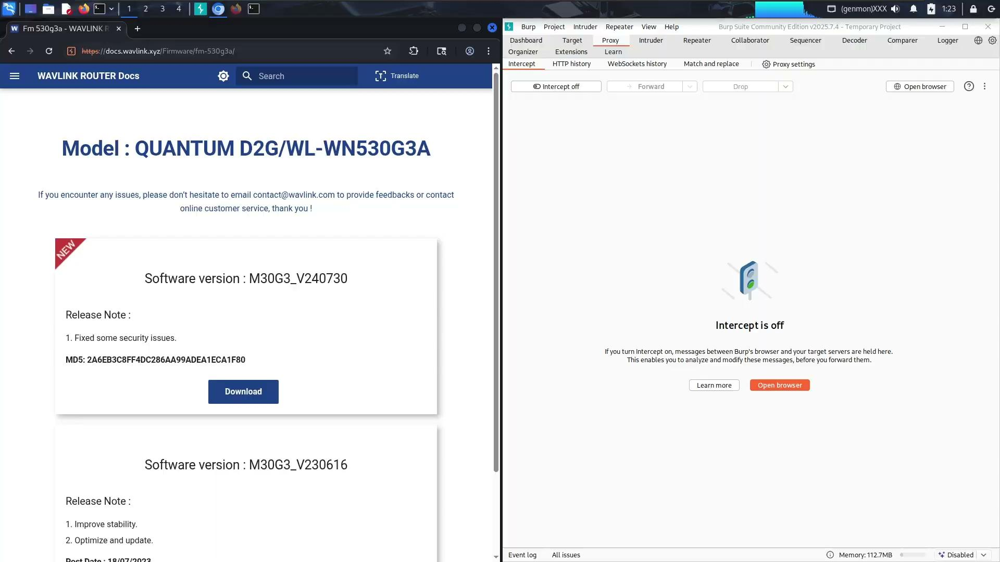 1 2 3 4
(genmon)XXX
1:23
Fm 530g3a - WAVLINK R
https://docs.wavlink.xyz/Firmware/fm-530g3a/
WAVLINK ROUTER Docs
Search
Translate
Model : QUANTUM D2G/WL-WN530G3A
If you encounter any issues, please don’t hesitate to email contact@wavlink.com to provide feedbacks or contact
online customer service, thank you !
NEW
Software version : M30G3_V240730
Release Note :
1. Fixed some security issues.
MD5: 2A6EB3C8FF4DC286AA99ADEA1ECA1F80
Download
Software version : M30G3_V230616
Release Note :
1. Improve stability.
2. Optimize and update.
Post Date : 18/07/2023
Burp Project Intruder Repeater View Help
Burp Suite Community Edition v2025.7.4 - Temporary Project
Dashboard Target Proxy Intruder Repeater Collaborator Sequencer Decoder Comparer Logger
Organizer Extensions Learn
Intercept HTTP history WebSockets history Match and replace Proxy settings
Intercept off Forward Drop Open browser
Intercept is off
If you turn Intercept on, messages between Burp's browser and your target servers are held here.
This enables you to analyze and modify these messages, before you forward them.
Learn more Open browser
Event log All issues Memory: 112.7MB Disabled